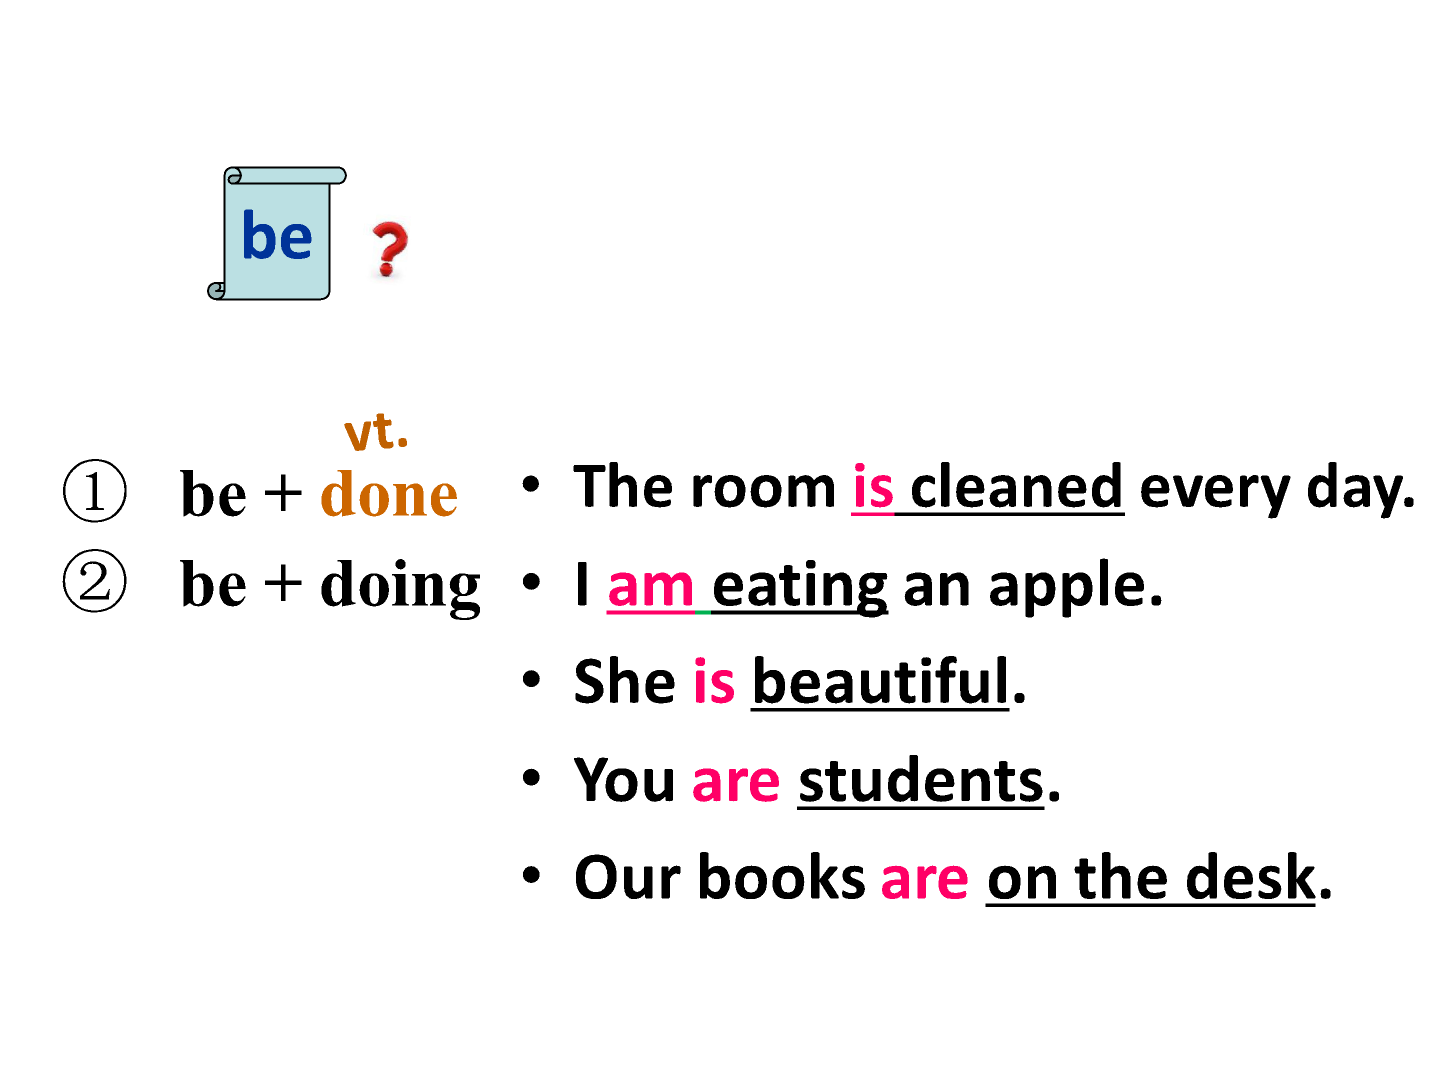 be ?
vt.
① be + done
② be + doing
• The room is cleaned every day.
• I am eating an apple.
• She is beautiful.
• You are students.
• Our books are on the desk.